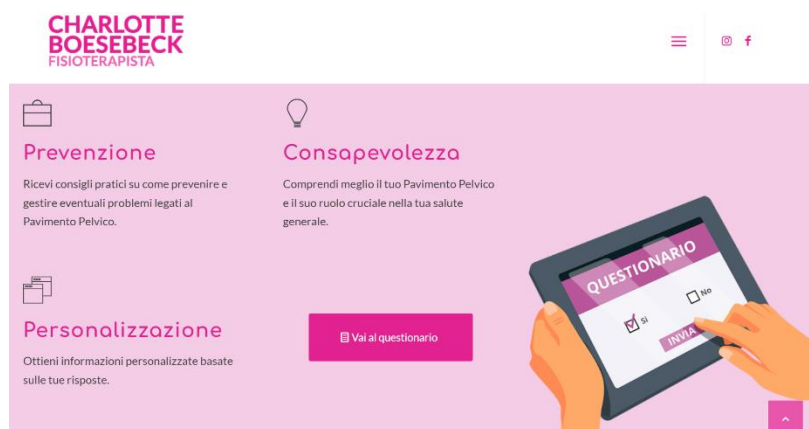 CHARLOTTE
BOESEBECK
FISIOTERAPISTA
Prevenzione
Ricevi consigli pratici su come prevenire e
gestire eventuali problemi legati al
Pavimento Pelvico.
Consapevolezza
Comprendi meglio il tuo Pavimento Pelvico
e il suo ruolo cruciale nella tua salute
generale.
Personalizzazione
Ottieni informazioni personalizzate basate
sulle tue risposte.
Vai al questionario
QUESTIONARIO
Si
No
INVIA